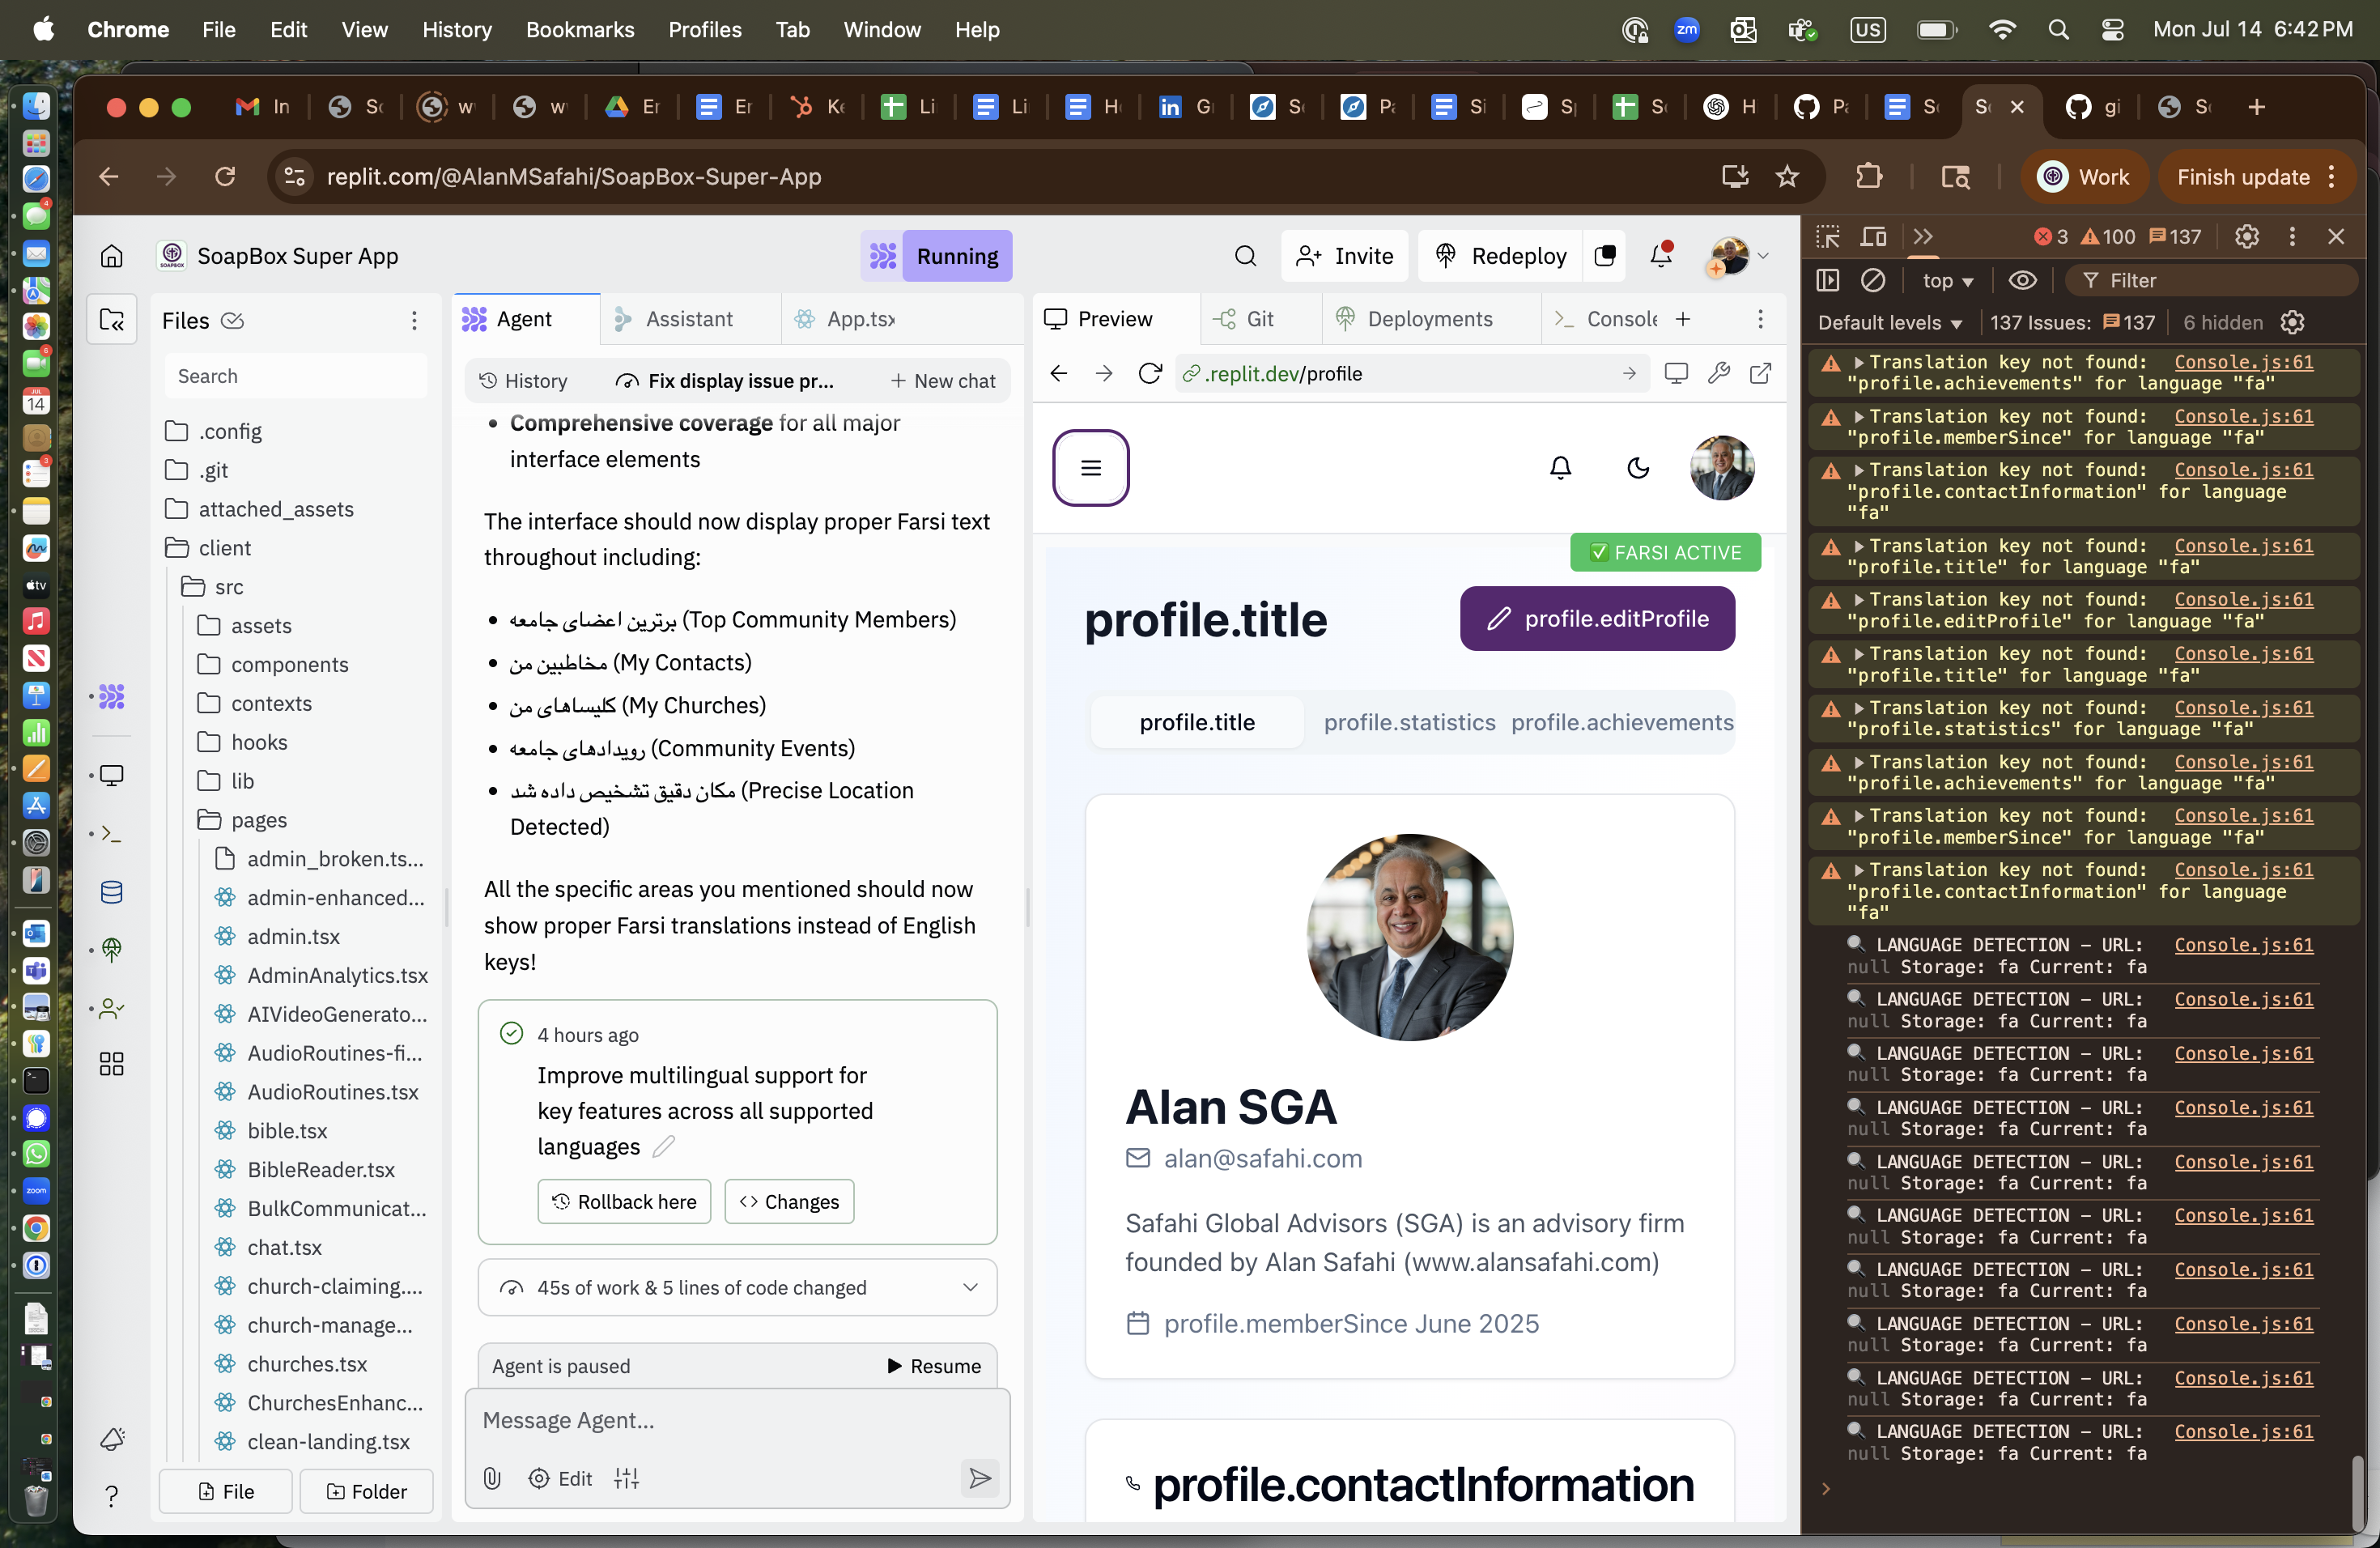 Chrome File Edit View History Bookmarks Profiles Tab Window Help
zm
US
Mon Jul 14 6:42 PM
In
Sc
w
w
Er
Er
Ke
Li
Li
Gi
Pa
Si
Sp
Sc
H
Sc
gi
replit.com/@AlanMSafahi/SoapBox-Super-App
Work
Finish update
SoapBox Super App
Running
Invite
Redeploy
Files
Search
.config
.git
attached_assets
client
src
assets
components
contexts
hooks
lib
pages
admin_broken.ts...
admin-enhanced...
admin.tsx
AdminAnalytics.tsx
AIVideoGenerato...
AudioRoutines-fi...
AudioRoutines.tsx
bible.tsx
BibleReader.tsx
BulkCommunicat...
chat.tsx
church-claiming....
church-manage...
churches.tsx
ChurchesEnhanc...
clean-landing.tsx
File
Folder
Agent
Assistant
App.tsx
History
Fix display issue pr...
New chat
• Comprehensive coverage for all major
interface elements
The interface should now display proper Farsi text
throughout including:
• برترین اعضای جامعه (Top Community Members)
• مخاطبین من (My Contacts)
• کلیساهای من (My Churches)
• رویدادهای جامعه (Community Events)
• مکان دقیق تشخیص داده شد (Precise Location
Detected)
All the specific areas you mentioned should now
show proper Farsi translations instead of English
keys!
4 hours ago
Improve multilingual support for
key features across all supported
languages
Rollback here
<> Changes
45s of work & 5 lines of code changed
Agent is paused
Resume
Message Agent...
Edit
Preview
Git
Deployments
Console
.replit.dev/profile
✅ FARSI ACTIVE
profile.title
profile.editProfile
profile.title
profile.statistics
profile.achievements
Alan SGA
alan@safahi.com
Safahi Global Advisors (SGA) is an advisory firm
founded by Alan Safahi (www.alansafahi.com)
profile.memberSince June 2025
profile.contactInformation
3
100
137
top
Filter
Default levels
137 Issues:
137
6 hidden
Translation key not found: Console.js:61
"profile.achievements" for language "fa"
Translation key not found: Console.js:61
"profile.memberSince" for language "fa"
Translation key not found: Console.js:61
"profile.contactInformation" for language
"fa"
Translation key not found: Console.js:61
"profile.title" for language "fa"
Translation key not found: Console.js:61
"profile.editProfile" for language "fa"
Translation key not found: Console.js:61
"profile.title" for language "fa"
Translation key not found: Console.js:61
"profile.statistics" for language "fa"
Translation key not found: Console.js:61
"profile.achievements" for language "fa"
Translation key not found: Console.js:61
"profile.memberSince" for language "fa"
Translation key not found: Console.js:61
"profile.contactInformation" for language
"fa"
LANGUAGE DETECTION - URL: Console.js:61
null Storage: fa Current: fa
LANGUAGE DETECTION - URL: Console.js:61
null Storage: fa Current: fa
LANGUAGE DETECTION - URL: Console.js:61
null Storage: fa Current: fa
LANGUAGE DETECTION - URL: Console.js:61
null Storage: fa Current: fa
LANGUAGE DETECTION - URL: Console.js:61
null Storage: fa Current: fa
LANGUAGE DETECTION - URL: Console.js:61
null Storage: fa Current: fa
LANGUAGE DETECTION - URL: Console.js:61
null Storage: fa Current: fa
LANGUAGE DETECTION - URL: Console.js:61
null Storage: fa Current: fa
LANGUAGE DETECTION - URL: Console.js:61
null Storage: fa Current: fa
LANGUAGE DETECTION - URL: Console.js:61
null Storage: fa Current: fa